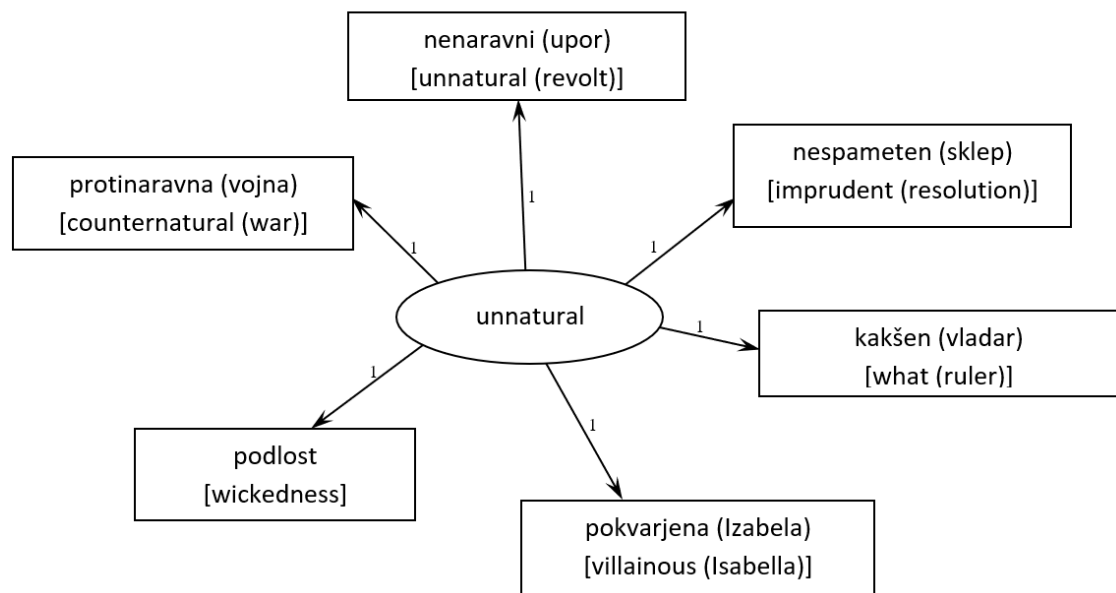 nenaravni (upor)
[unnatural (revolt)]
nespameten (sklep)
[imprudent (resolution)]
protinaravna (vojna)
[counternatural (war)]
1
1
1
unnatural
1
kakšen (vladar)
[what (ruler)]
1
1
podlost
[wickedness]
pokvarjena (Izabela)
[villainous (Isabella)]